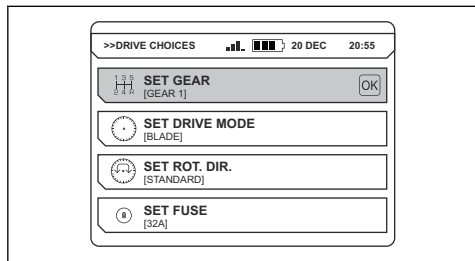 >>DRIVE CHOICES 20 DEC 20:55
1 3 5
2 4 R
SET GEAR
[GEAR 1]
OK
SET DRIVE MODE
[BLADE]
SET ROT. DIR.
[STANDARD]
A
SET FUSE
[32A]